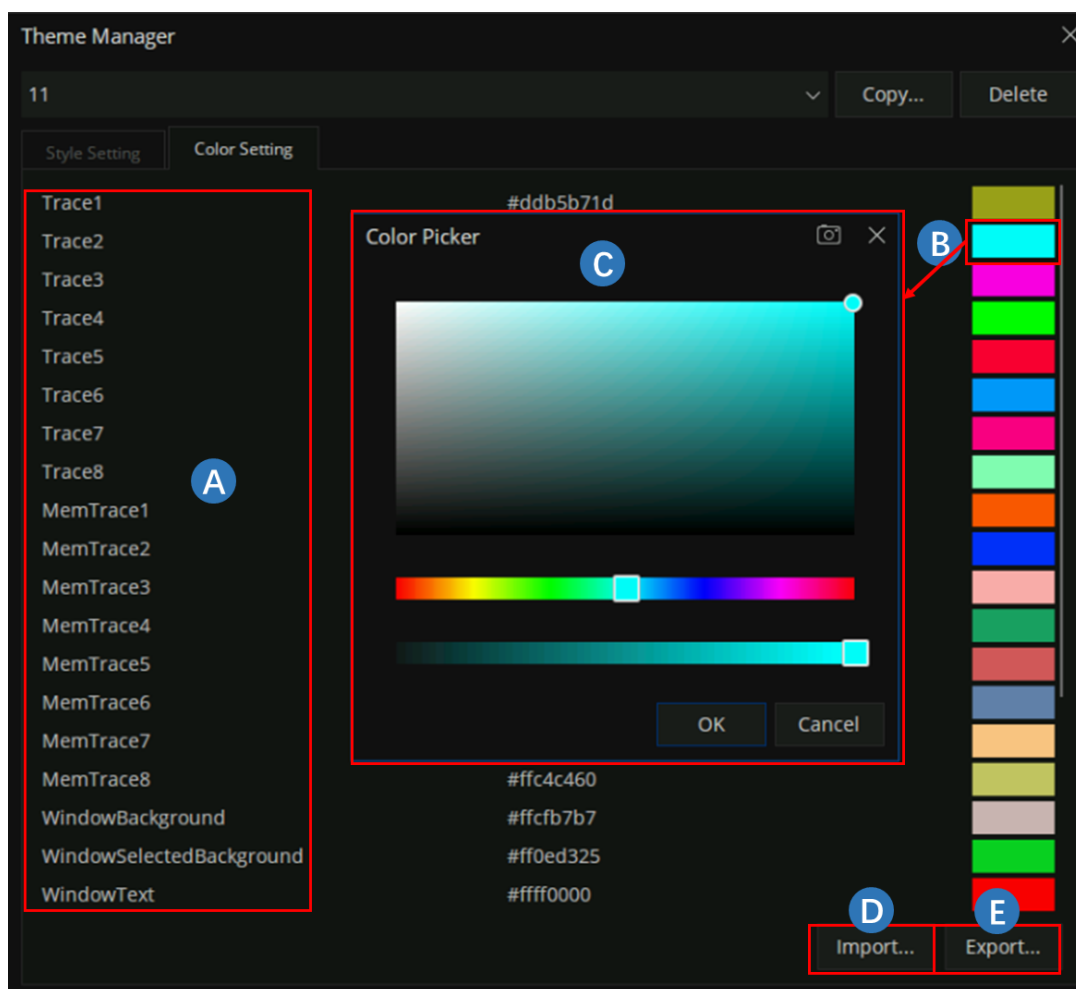 Theme Manager
11
Copy...
Delete
Style Setting
Color Setting
Trace1
#ddb5b71d
Trace2
Trace3
Trace4
Trace5
Trace6
Trace7
Trace8
MemTrace1
MemTrace2
MemTrace3
MemTrace4
MemTrace5
MemTrace6
MemTrace7
MemTrace8
#ffc4c460
WindowBackground
#ffcfb7b7
WindowSelectedBackground
#ff0ed325
WindowText
#ffff0000
A
B
Color Picker
C
OK
Cancel
D
E
Import...
Export...